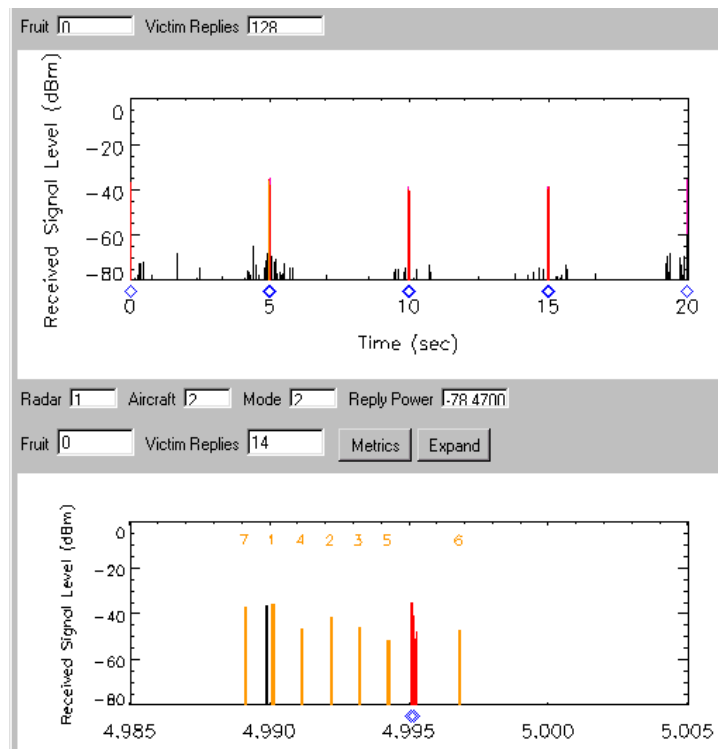 Fruit 0 Victim Replies 128
Received Signal Level (dBm)
0
-20
-40
-60
-80
0 5 10 15 20
Time (sec)
Radar 1 Aircraft 2 Mode 2 Reply Power -78.4700
Fruit 0 Victim Replies 14 Metrics Expand
Received Signal Level (dBm)
0
-20
-40
-60
-80
7 1 4 2 3 5 6
4.985 4.990 4.995 5.000 5.005